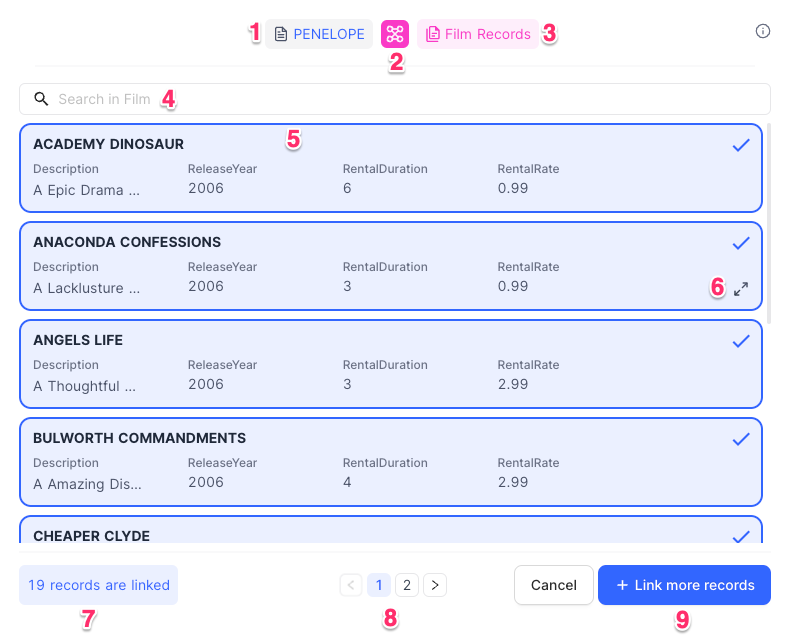 1 PENELOPE Film Records 3
2
Search in Film 4
ACADEMY DINOSAUR 5
Description ReleaseYear RentalDuration RentalRate
A Epic Drama ... 2006 6 0.99
ANACONDA CONFESSIONS
Description ReleaseYear RentalDuration RentalRate
A Lacklusture ... 2006 3 0.99 6
ANGELS LIFE
Description ReleaseYear RentalDuration RentalRate
A Thoughtful ... 2006 3 2.99
BULWORTH COMMANDMENTS
Description ReleaseYear RentalDuration RentalRate
A Amazing Dis... 2006 4 2.99
CHEAPER CLYDE
19 records are linked < 1 2 > Cancel + Link more records
7 8 9